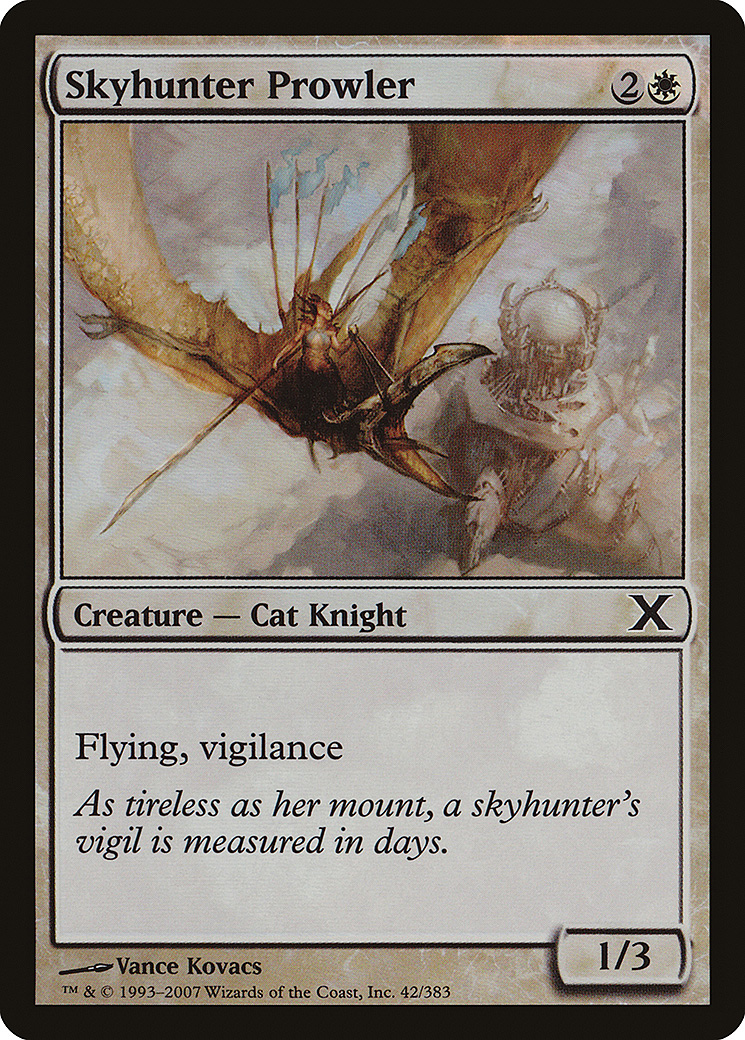 Skyhunter Prowler 2
Creature — Cat Knight X
Flying, vigilance
As tireless as her mount, a skyhunter's
vigil is measured in days.
1/3
Vance Kovacs
™ & © 1993–2007 Wizards of the Coast, Inc. 42/383